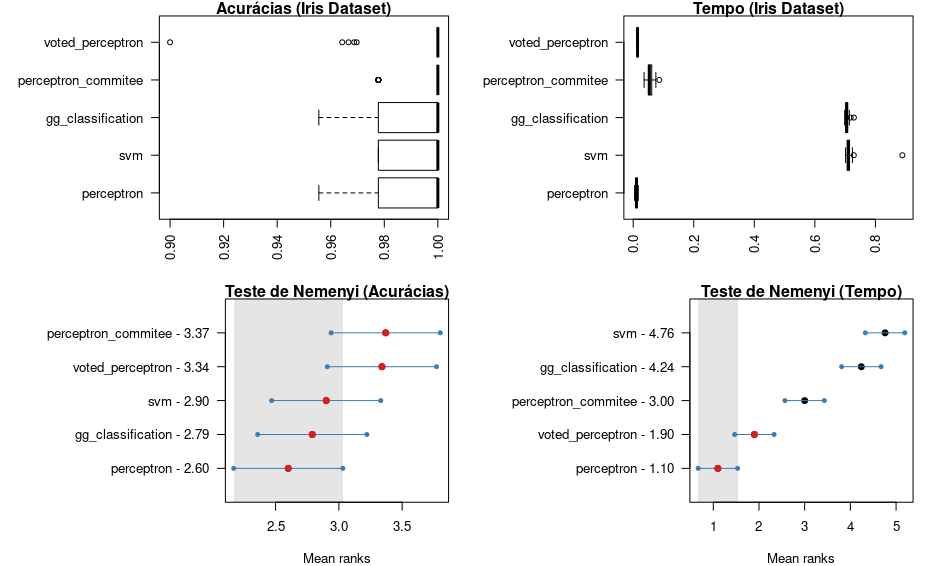 Acurácias (Iris Dataset)
voted_perceptron
perceptron_commitee
gg_classification
svm
perceptron
0.90
0.92
0.94
0.96
0.98
1.00
Tempo (Iris Dataset)
voted_perceptron
perceptron_commitee
gg_classification
svm
perceptron
0.0
0.2
0.4
0.6
0.8
Teste de Nemenyi (Acurácias)
perceptron_commitee - 3.37
voted_perceptron - 3.34
svm - 2.90
gg_classification - 2.79
perceptron - 2.60
2.5 3.0 3.5
Mean ranks
Teste de Nemenyi (Tempo)
svm - 4.76
gg_classification - 4.24
perceptron_commitee - 3.00
voted_perceptron - 1.90
perceptron - 1.10
1 2 3 4 5
Mean ranks